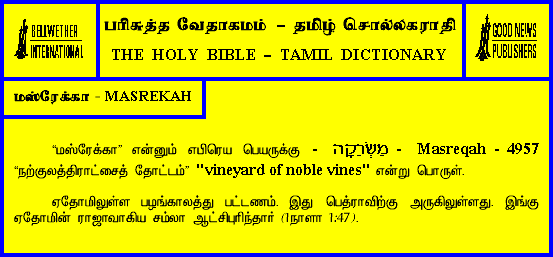 BELLWETHER
INTERNATIONAL
பரிசுத்த வேதாகமம் – தமிழ் சொல்லகராதி
THE HOLY BIBLE – TAMIL DICTIONARY
GOOD NEWS
PUBLISHERS
மஸ்ரேக்கா - MASREKAH
“மஸ்ரேக்கா” என்னும் எபிரெய பெயருக்கு - מַשְׂרֵקָה - Masreqah - 4957
“நற்குலத்திராட்சைத் தோட்டம்” "vineyard of noble vines" என்று பொருள்.
ஏதோமிலுள்ள பழங்காலத்து பட்டணம். இது பெத்ராவிற்கு அருகிலுள்ளது. இங்கு
ஏதோமின் ராஜாவாகிய சம்லா ஆட்சிபுரிந்தார் (1நாளா 1:47).